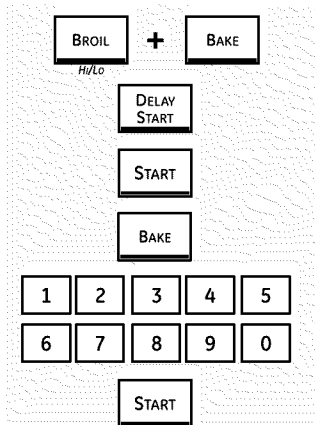 BROIL + BAKE
Hi/Lo
DELAY
START
START
BAKE
1 2 3 4 5
6 7 8 9 0
START